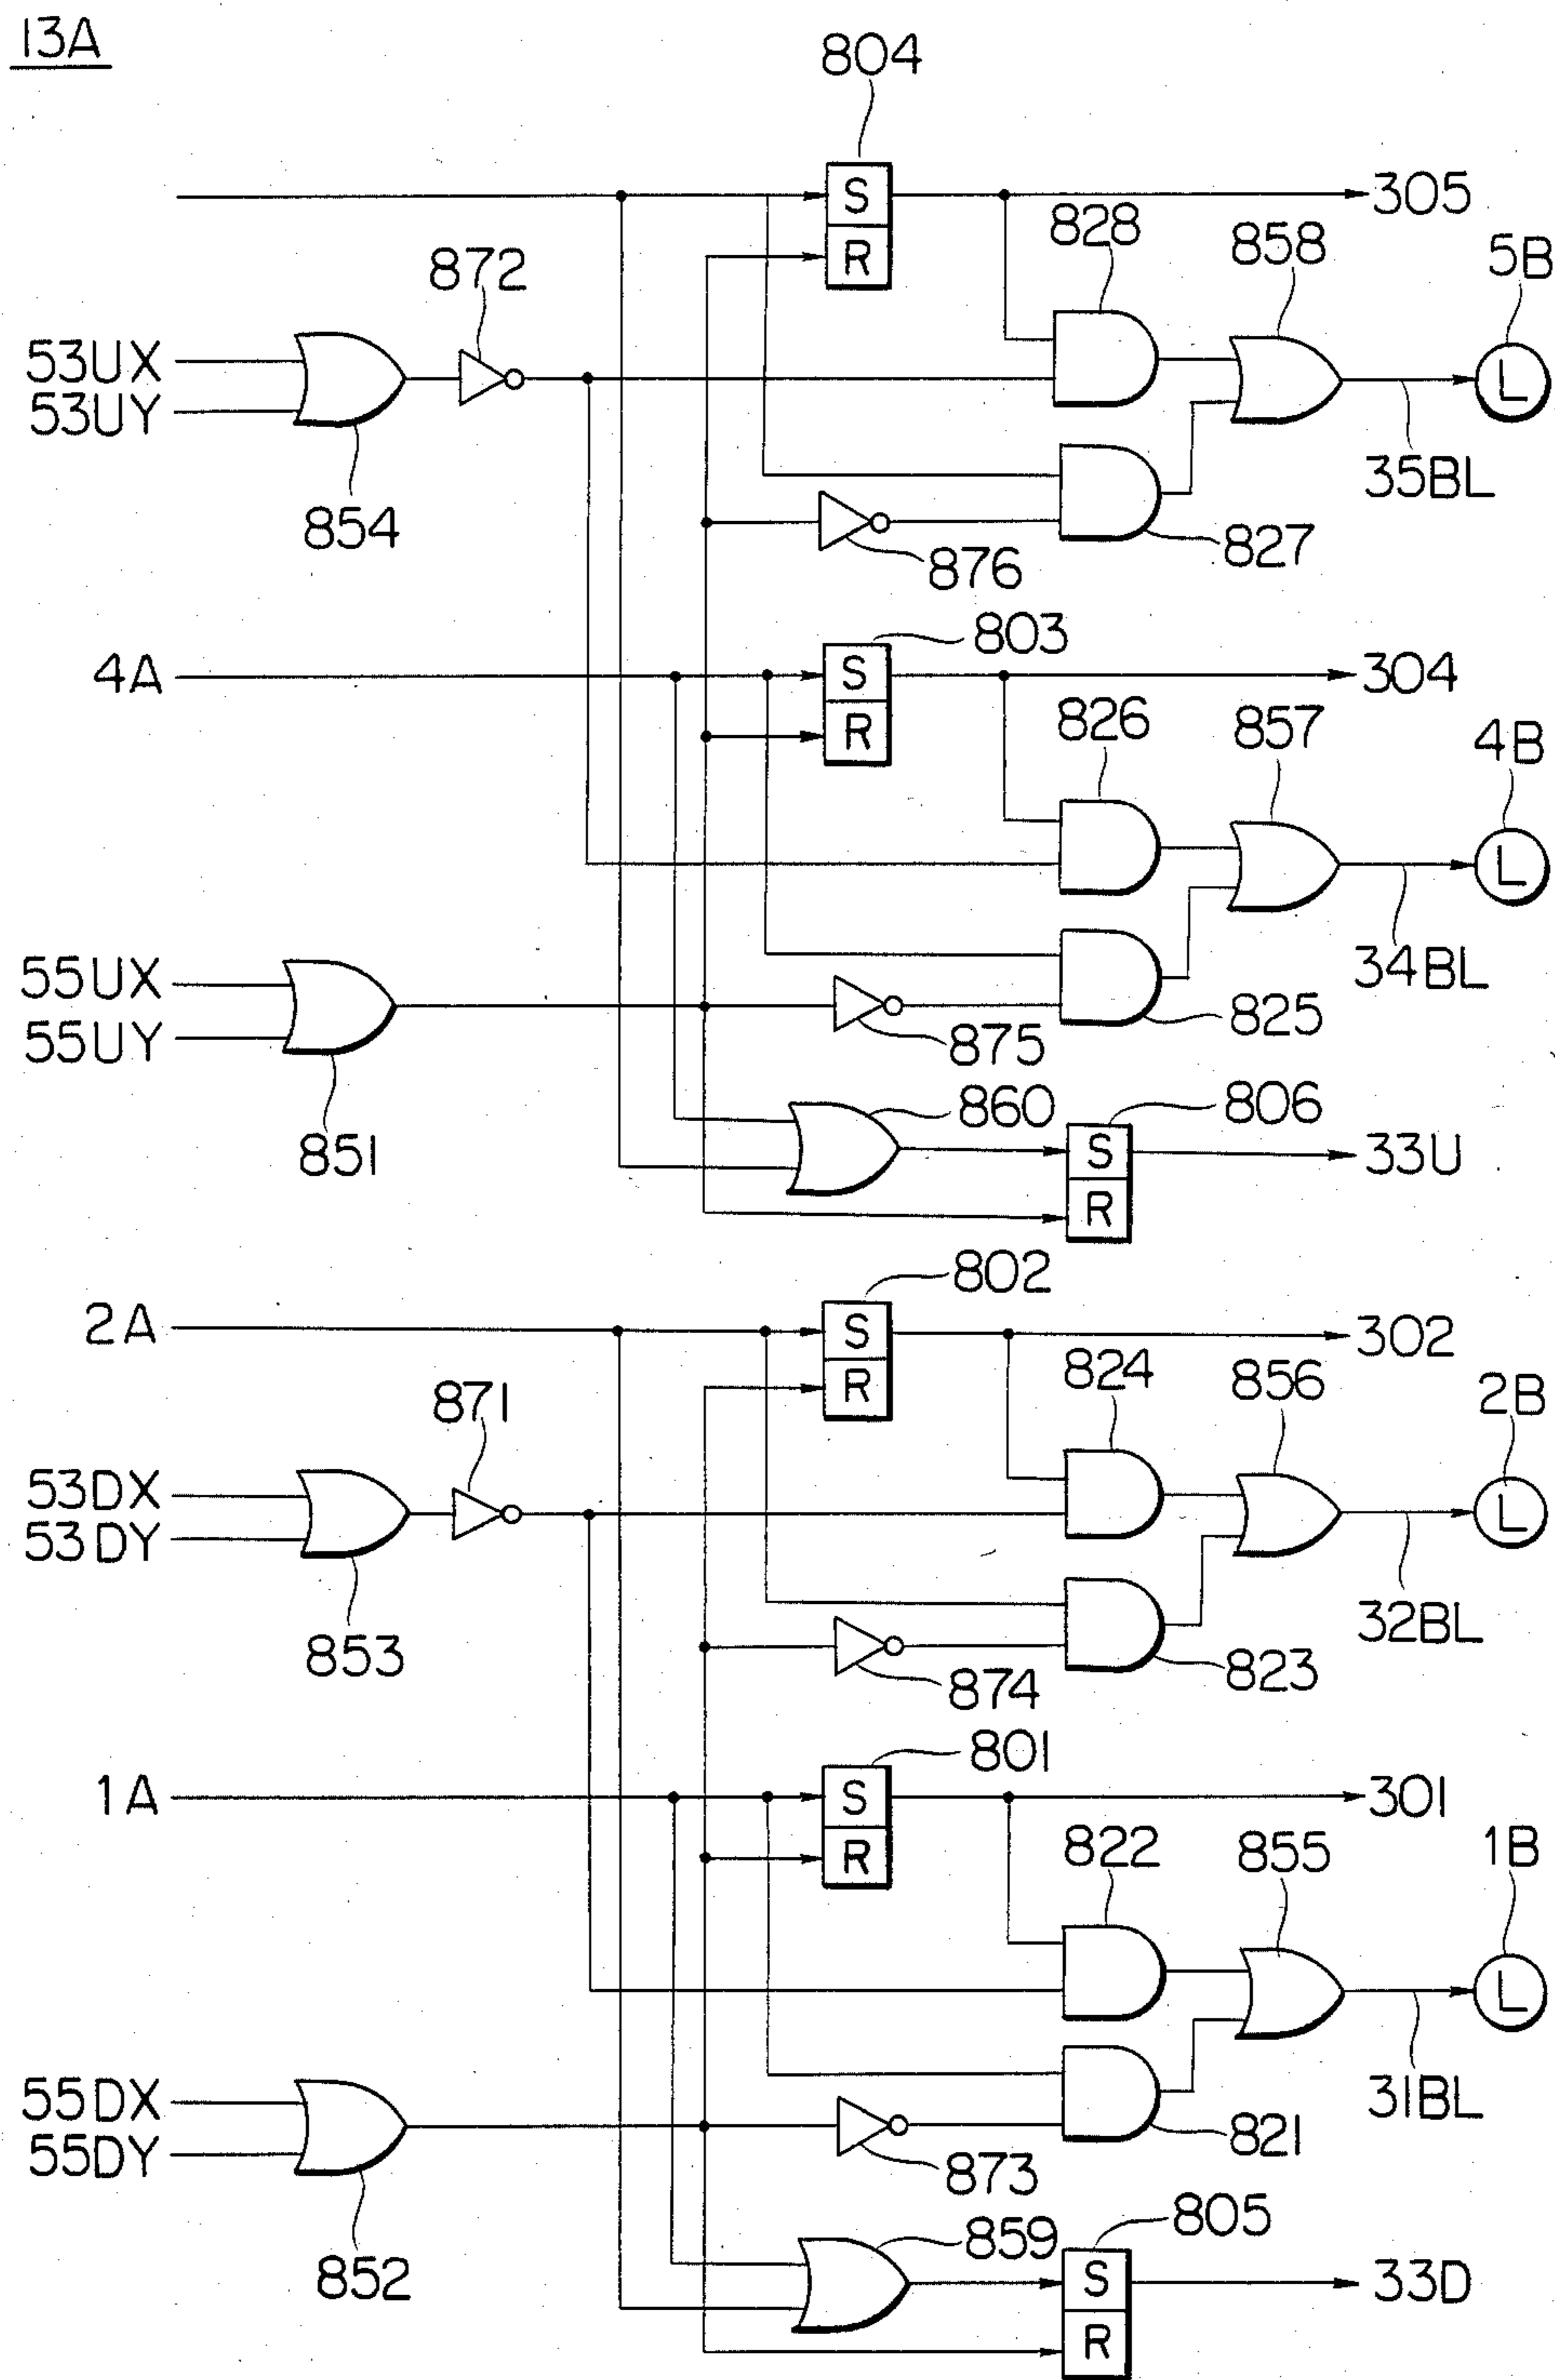 13A
804
S
305
828
858
5B
R
872
53UX
L
53UY
35BL
854
827
876
803
4A
S
304
826
857
4B
R
L
55UX
34BL
825
55UY
875
860
806
851
S
33U
R
802
2A
S
302
824
856
2B
871
R
53DX
L
53DY
32BL
853
823
874
801
1A
S
301
822
855
1B
R
L
55DX
31BL
821
55DY
873
805
859
852
S
33D
R